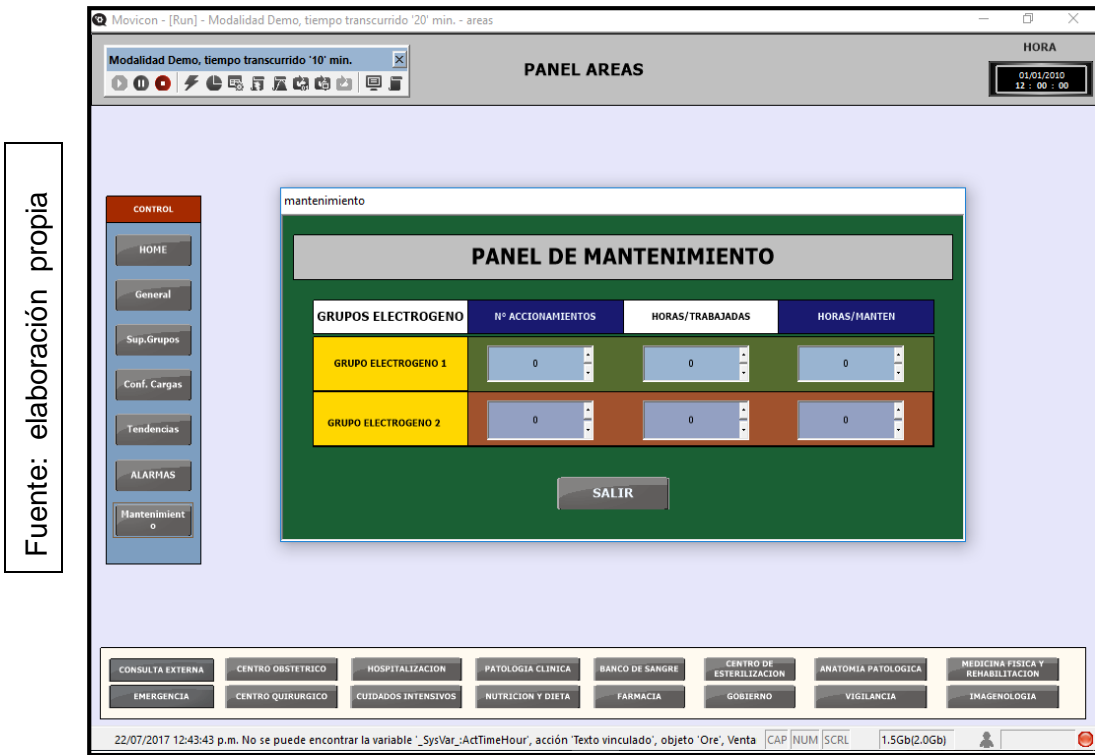 Movicon - [Run] - Modalidad Demo, tiempo transcurrido '20' min. - areas
Modalidad Demo, tiempo transcurrido '10' min.
PANEL AREAS
HORA
01/01/2010
12 : 00 : 00
Fuente: elaboración propia
CONTROL
HOME
General
Sup.Grupos
Conf. Cargas
Tendencias
ALARMAS
Mantenimient
o
mantenimiento
PANEL DE MANTENIMIENTO
GRUPOS ELECTROGENO Nº ACCIONAMIENTOS HORAS/TRABAJADAS HORAS/MANTEN
GRUPO ELECTROGENO 1 0 0 0
GRUPO ELECTROGENO 2 0 0 0
SALIR
CONSULTA EXTERNA CENTRO OBSTETRICO HOSPITALIZACION PATOLOGIA CLINICA BANCO DE SANGRE CENTRO DE ESTERILIZACION ANATOMIA PATOLOGICA MEDICINA FISICA Y REHABILITACION
EMERGENCIA CENTRO QUIRURGICO CUIDADOS INTENSIVOS NUTRICION Y DIETA FARMACIA GOBIERNO VIGILANCIA IMAGENOLOGIA
22/07/2017 12:43:43 p.m. No se puede encontrar la variable '_SysVar_:ActTimeHour', acción 'Texto vinculado', objeto 'Ore', Venta CAP NUM SCRL 1.5Gb(2.0Gb)